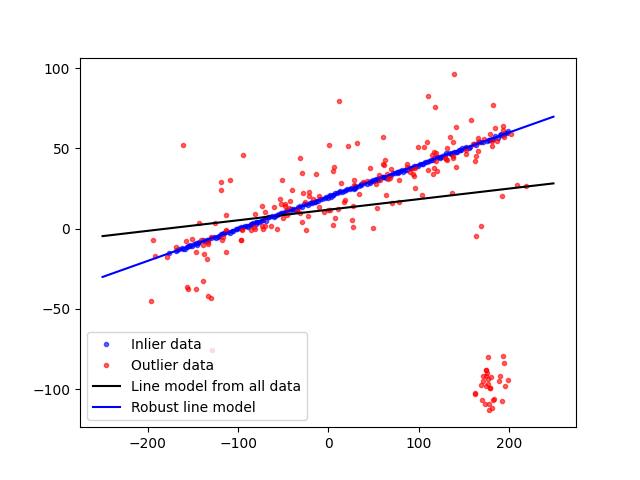 100
50
0
−50
−100
Inlier data
Outlier data
Line model from all data
Robust line model
−200 −100 0 100 200